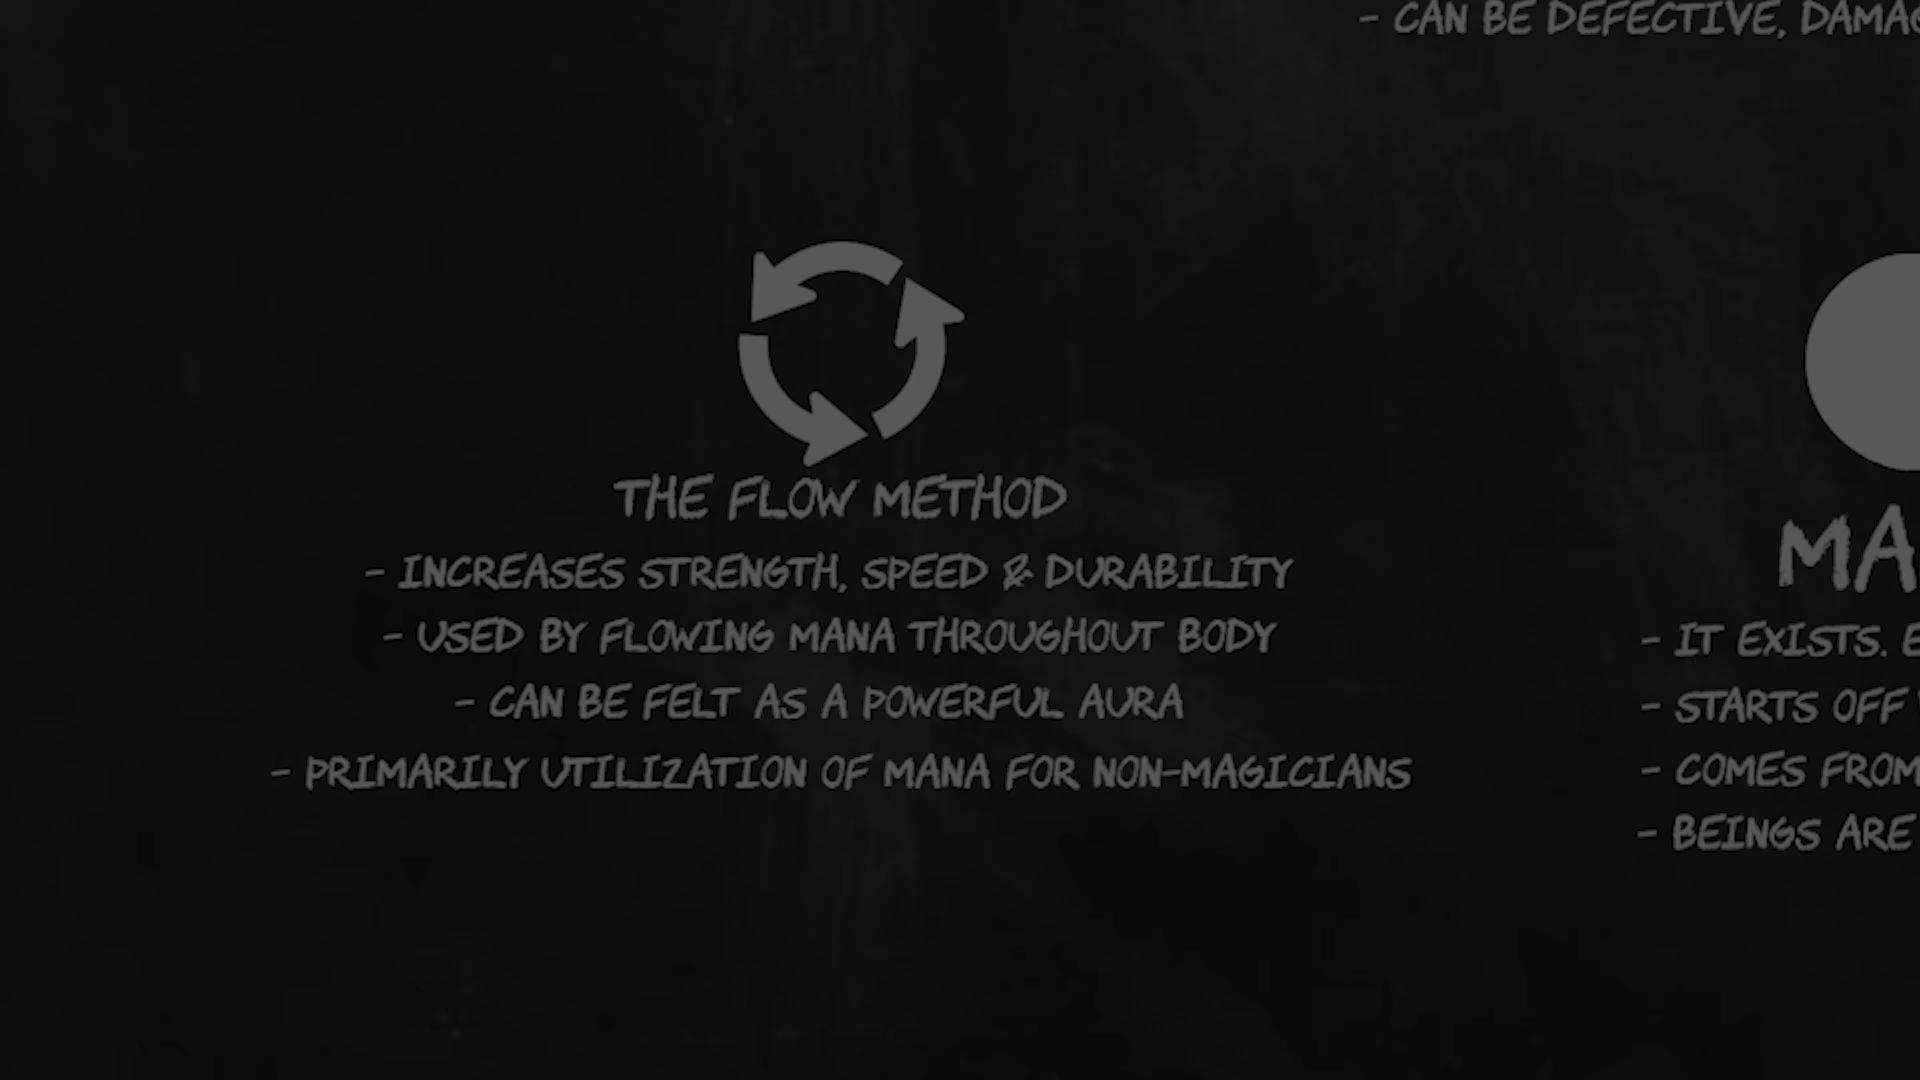 - CAN BE DEFECTIVE,
THE FLOW METHOD
- INCREASES STRENGTH, SPEED & DURABILITY
- USED BY FLOWING MANA THROUGHOUT BODY
- CAN BE FELT AS A POWERFUL AURA
- PRIMARILY UTILIZATION OF MANA FOR NON-MAGICIANS
- IT EXISTS.
- STARTS OFF
- COMES FROM
- BEINGS ARE